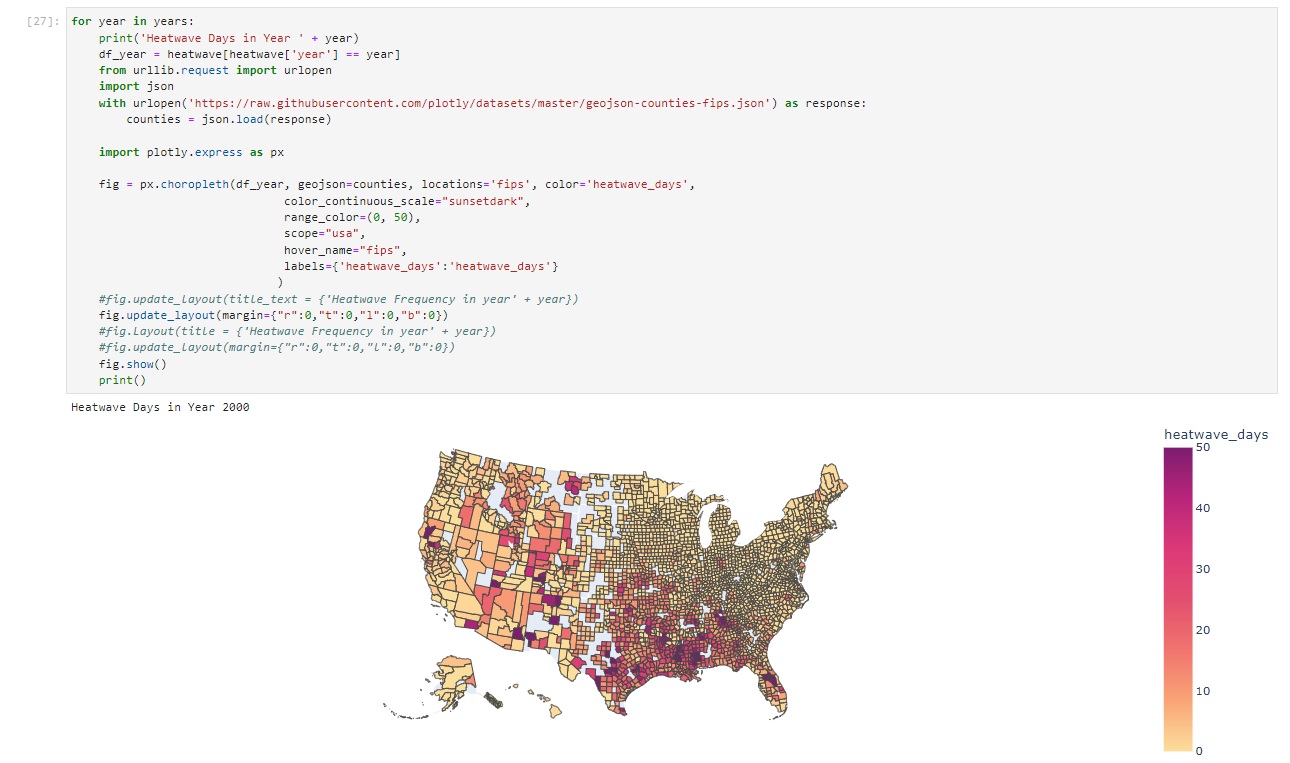 [27]: for year in years:
    print('Heatwave Days in Year ' + year)
    df_year = heatwave[heatwave['year'] == year]
    from urllib.request import urlopen
    import json
    with urlopen('https://raw.githubusercontent.com/plotly/datasets/master/geojson-counties-fips.json') as response:
        counties = json.load(response)
    import plotly.express as px
    fig = px.choropleth(df_year, geojson=counties, locations='fips', color='heatwave_days',
                               color_continuous_scale="sunsetdark",
                               range_color=(0, 50),
                               scope="usa",
                               hover_name="fips",
                               labels={'heatwave_days':'heatwave_days'}
                              )
    #fig.update_layout(title_text = {'Heatwave Frequency in year' + year})
    fig.update_layout(margin={"r":0,"t":0,"l":0,"b":0})
    #fig.Layout(title = {'Heatwave Frequency in year' + year})
    #fig.update_layout(margin={"r":0,"t":0,"l":0,"b":0})
    fig.show()
    print()
Heatwave Days in Year 2000
heatwave_days
50
40
30
20
10
0